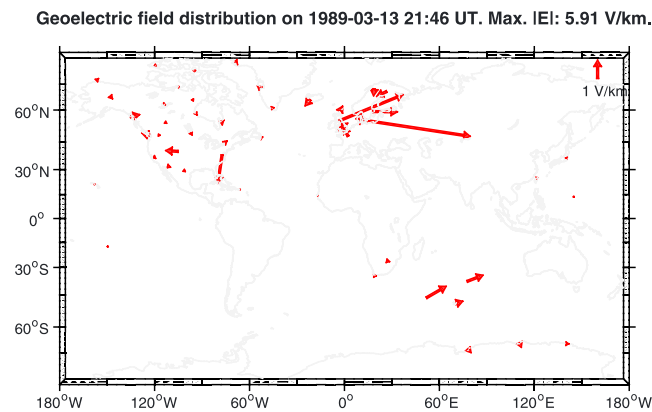 Geoelectric field distribution on 1989-03-13 21:46 UT. Max. |E|: 5.91 V/km.
1 V/km
60°N
30°N
0°
30°S
60°S
180°W 120°W 60°W 0° 60°E 120°E 180°W